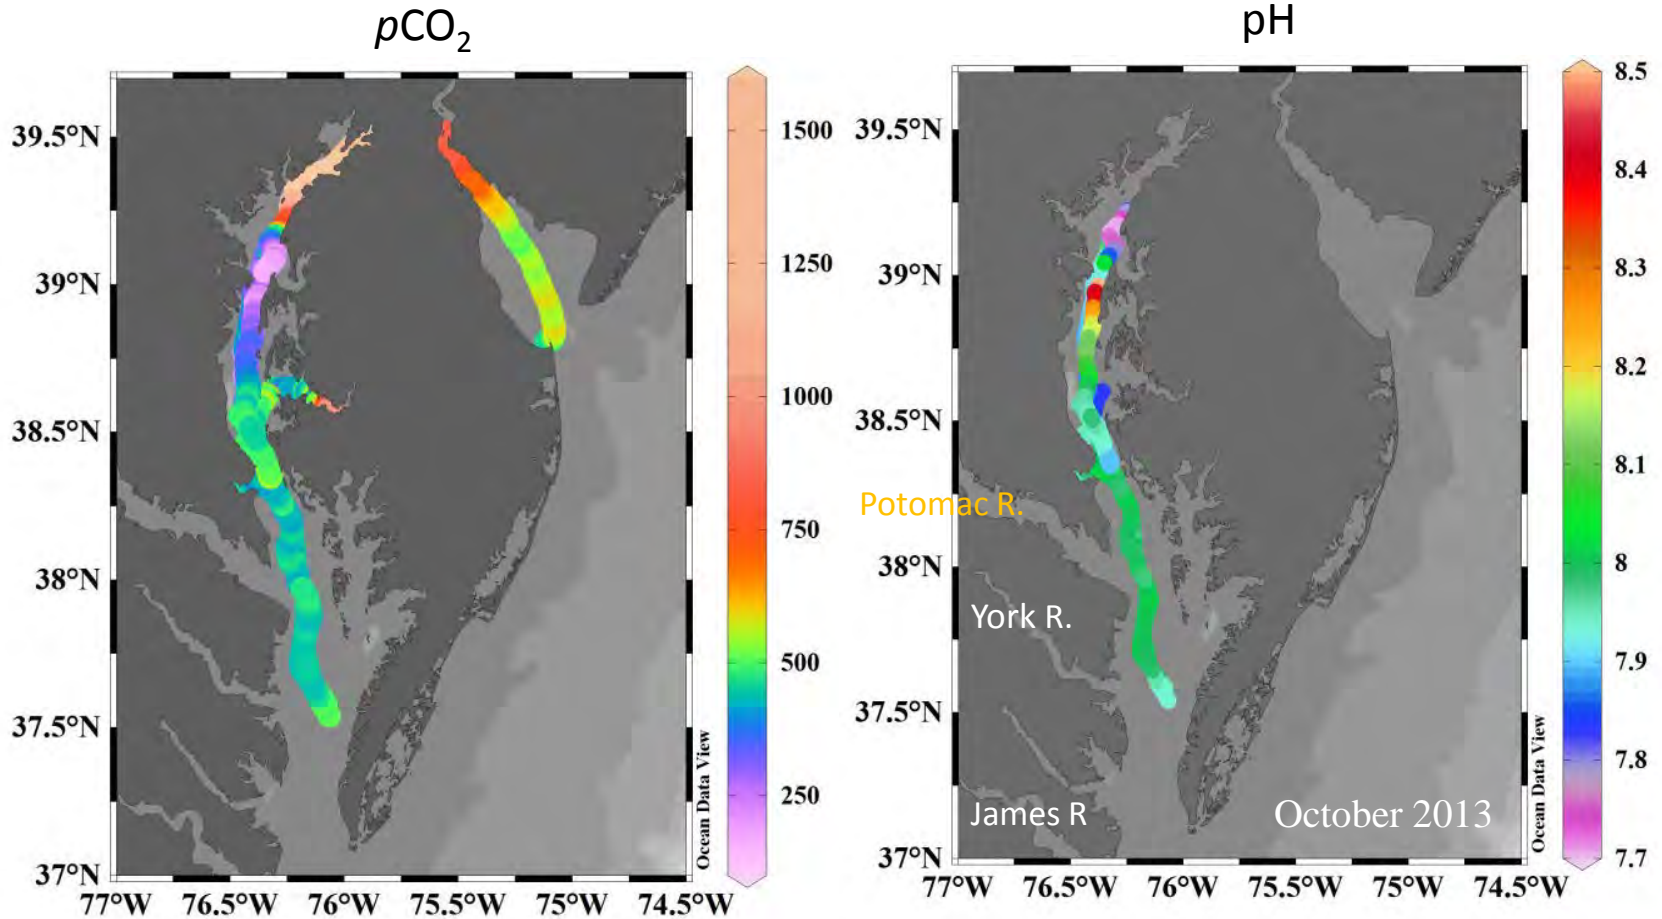 pCO2
pH
39.5°N
39°N
38.5°N
38°N
37.5°N
37°N
77°W
76.5°W
76°W
75.5°W
75°W
74.5°W
1500
1250
1000
750
500
250
Ocean Data View
39.5°N
39°N
38.5°N
38°N
37.5°N
37°N
77°W
76.5°W
76°W
75.5°W
75°W
74.5°W
Potomac R.
York R.
James R
October 2013
8.5
8.4
8.3
8.2
8.1
8
7.9
7.8
7.7
Ocean Data View